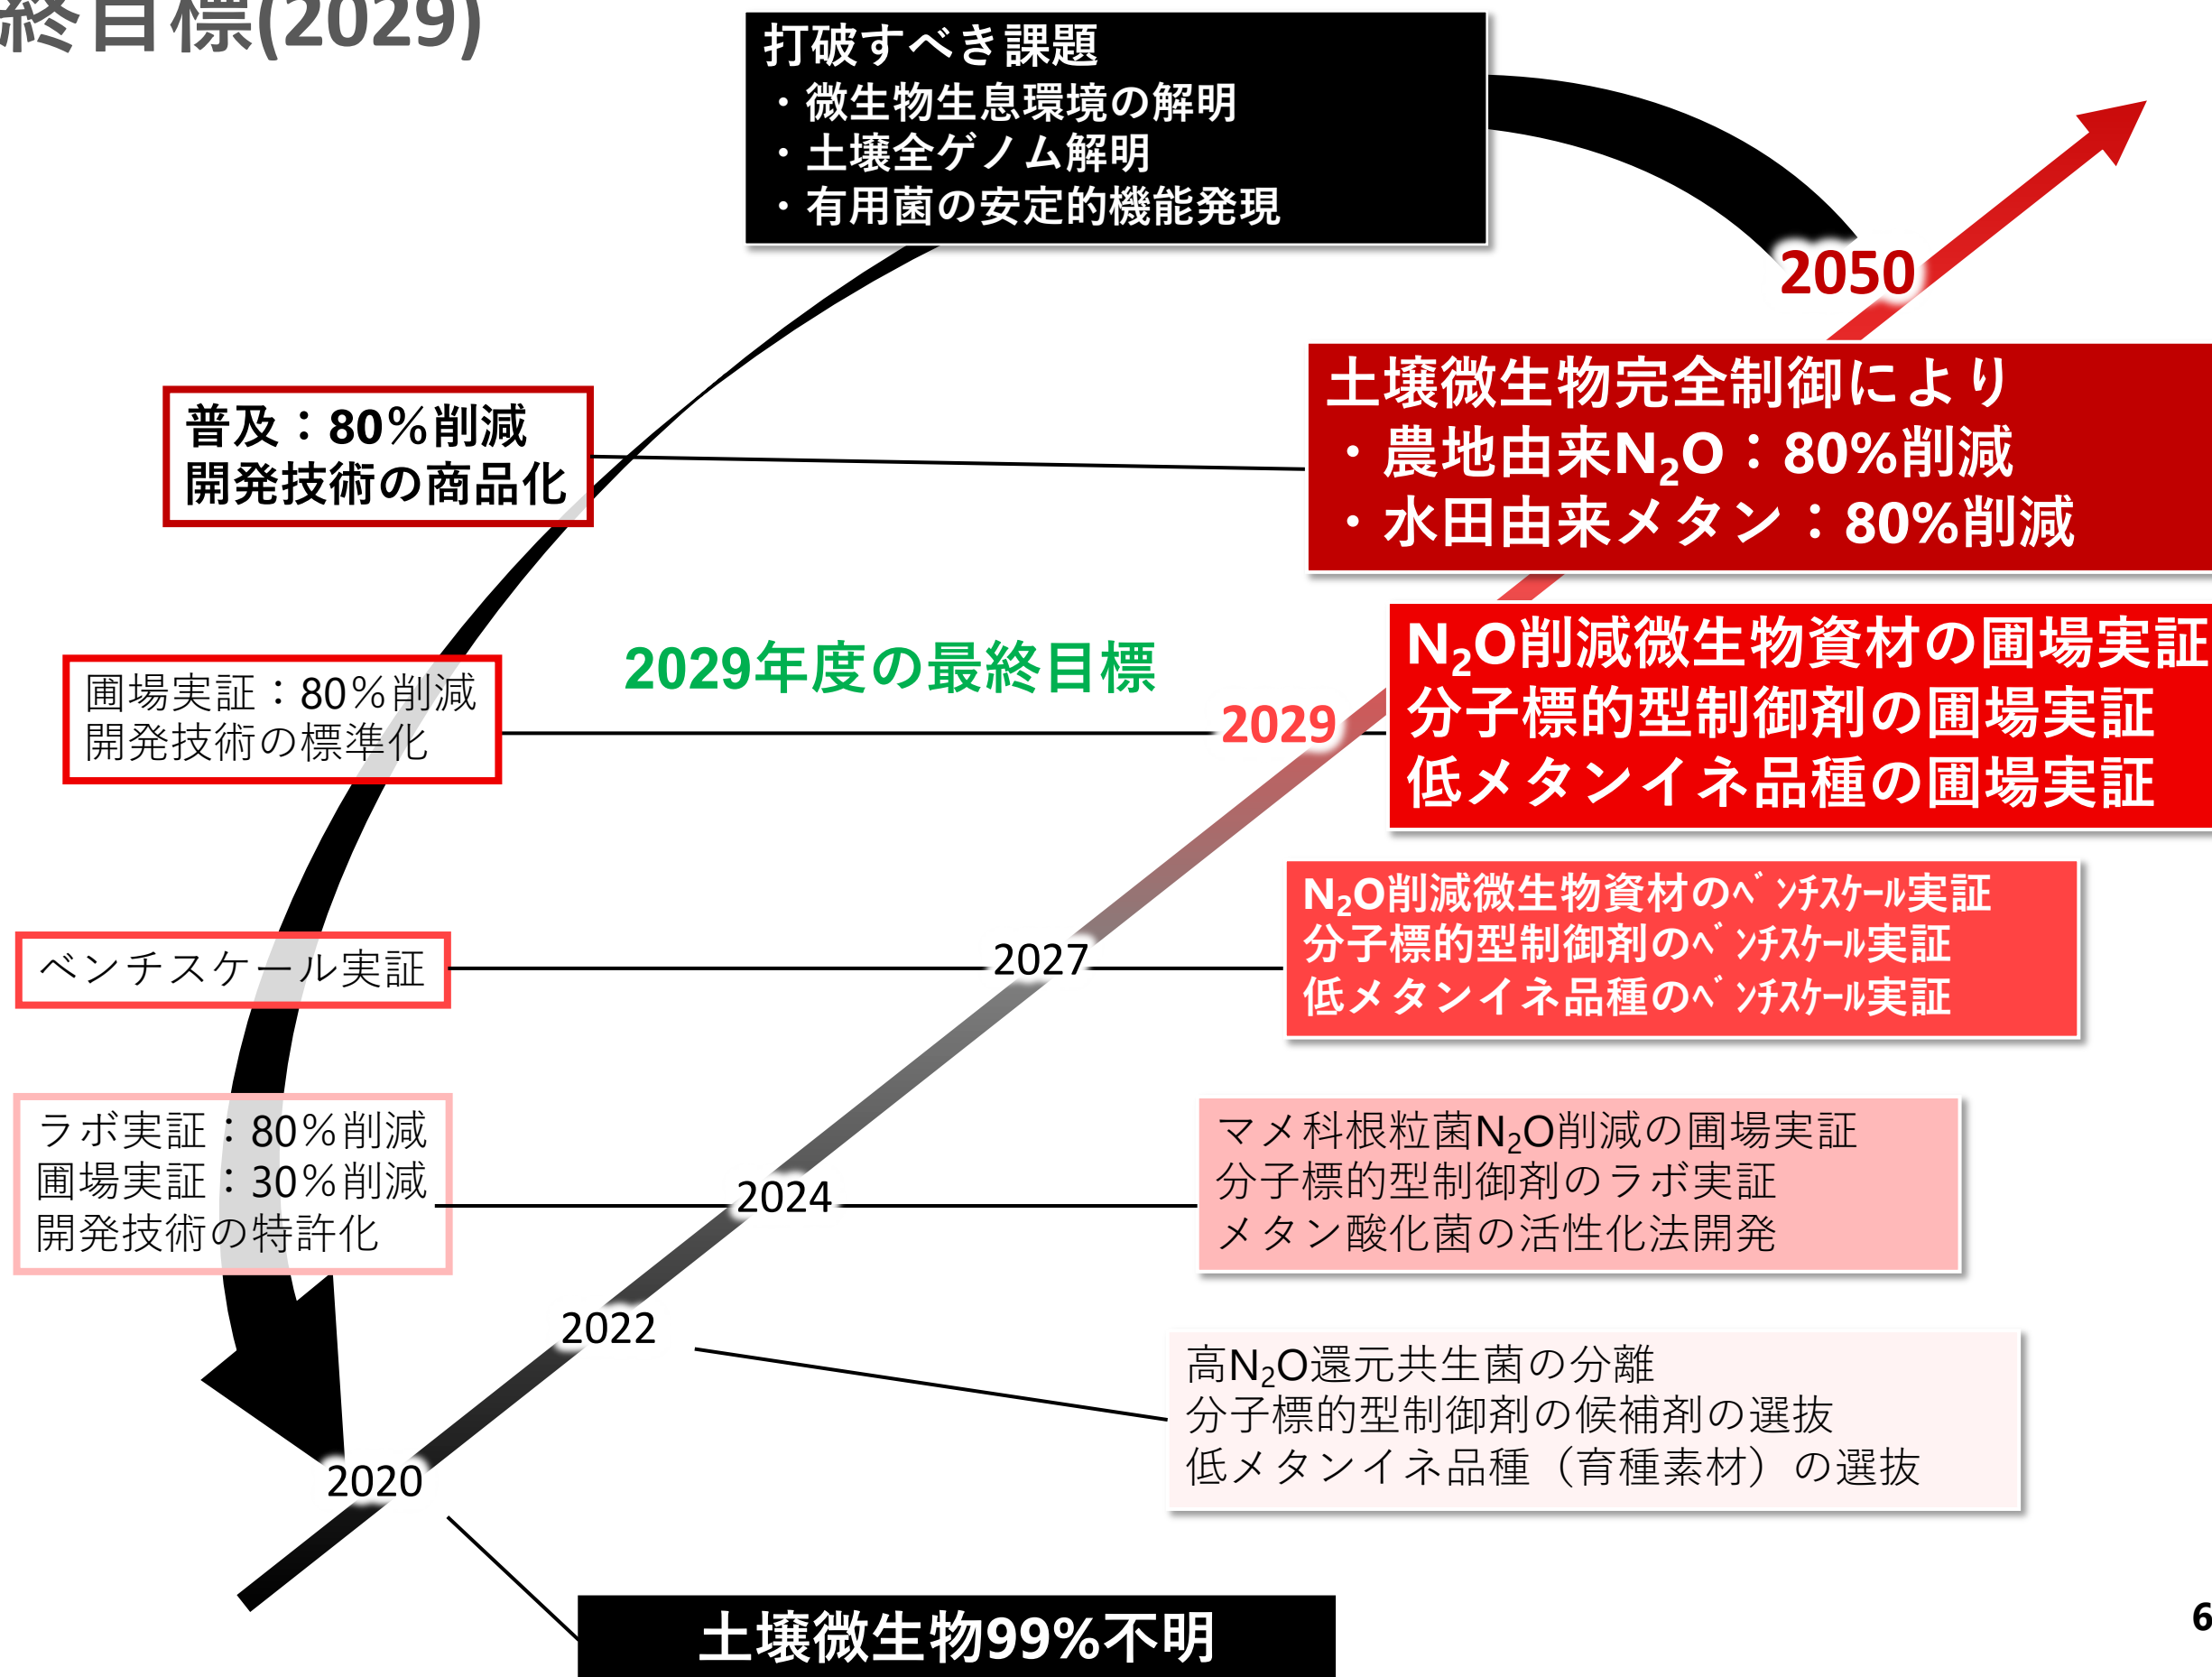 終目標(2029)
打破すべき課題
・微生物生息環境の解明
・土壌全ゲノム解明
・有用菌の安定的機能発現
2050
土壌微生物完全制御により
・農地由来N₂O：80%削減
・水田由来メタン：80%削減
普及：80％削減
開発技術の商品化
2029年度の最終目標
2029
N₂O削減微生物資材の圃場実証
分子標的型制御剤の圃場実証
低メタンイネ品種の圃場実証
圃場実証：80％削減
開発技術の標準化
N₂O削減微生物資材のﾍﾞﾝﾁｽｹｰﾙ実証
分子標的型制御剤のﾍﾞﾝﾁｽｹｰﾙ実証
低メタンイネ品種のﾍﾞﾝﾁｽｹｰﾙ実証
2027
ベンチスケール実証
ラボ実証：80％削減
圃場実証：30％削減
開発技術の特許化
2024
マメ科根粒菌N₂O削減の圃場実証
分子標的型制御剤のラボ実証
メタン酸化菌の活性化法開発
2022
高N₂O還元共生菌の分離
分子標的型制御剤の候補剤の選抜
低メタンイネ品種（育種素材）の選抜
2020
土壌微生物99%不明
6